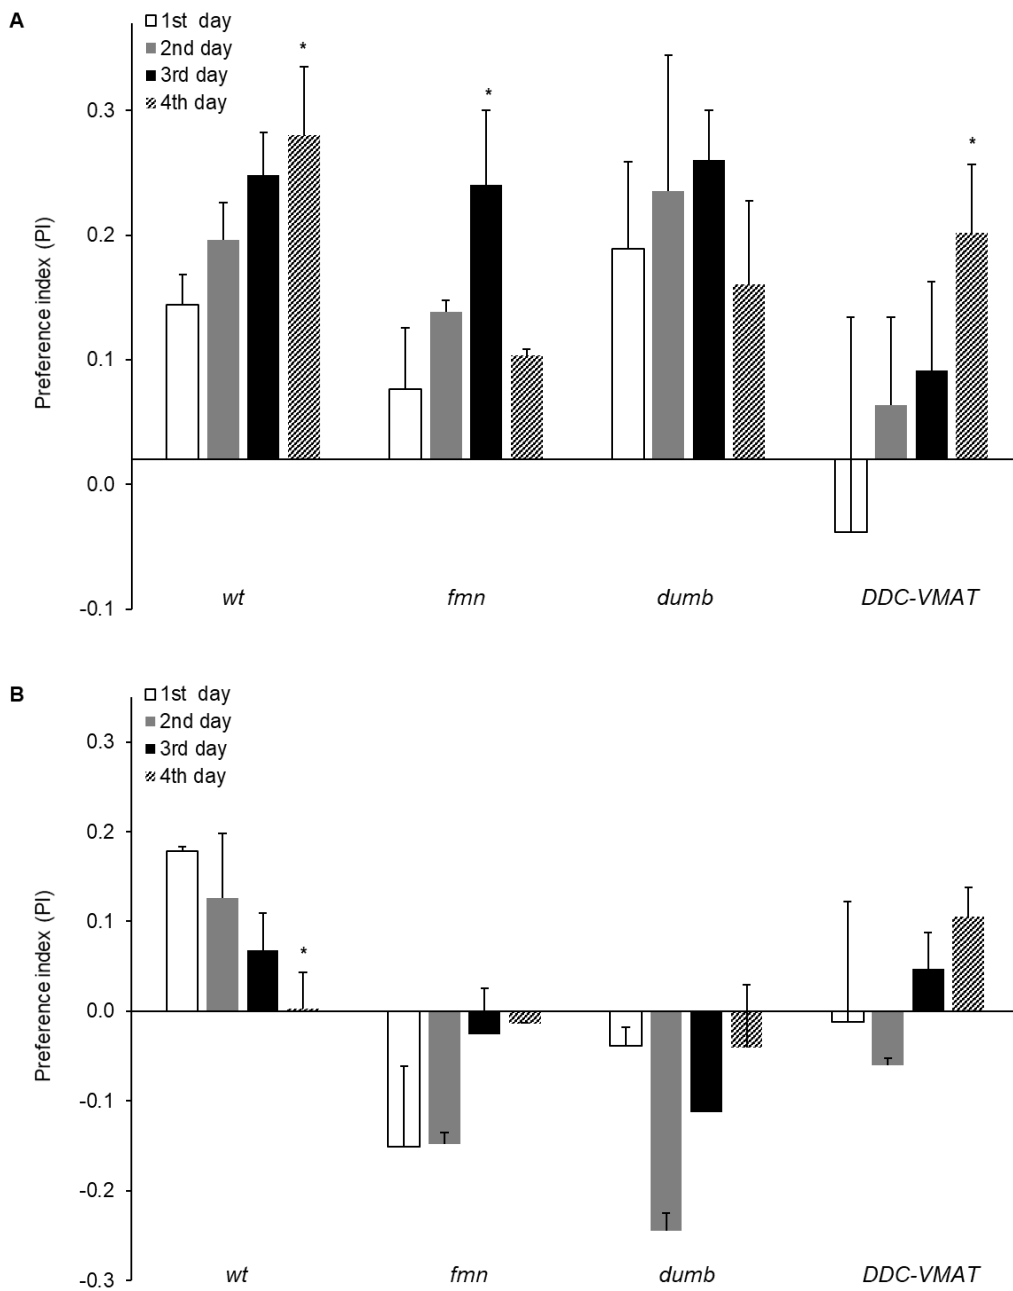 A
1st day
2nd day
3rd day
4th day
*
*
*
0.3
0.2
0.1
0.0
-0.1
Preference index (PI)
wt fmn dumb DDC-VMAT
B
1st day
2nd day
3rd day
4th day
*
0.3
0.2
0.1
0.0
-0.1
-0.2
-0.3
Preference index (PI)
wt fmn dumb DDC-VMAT